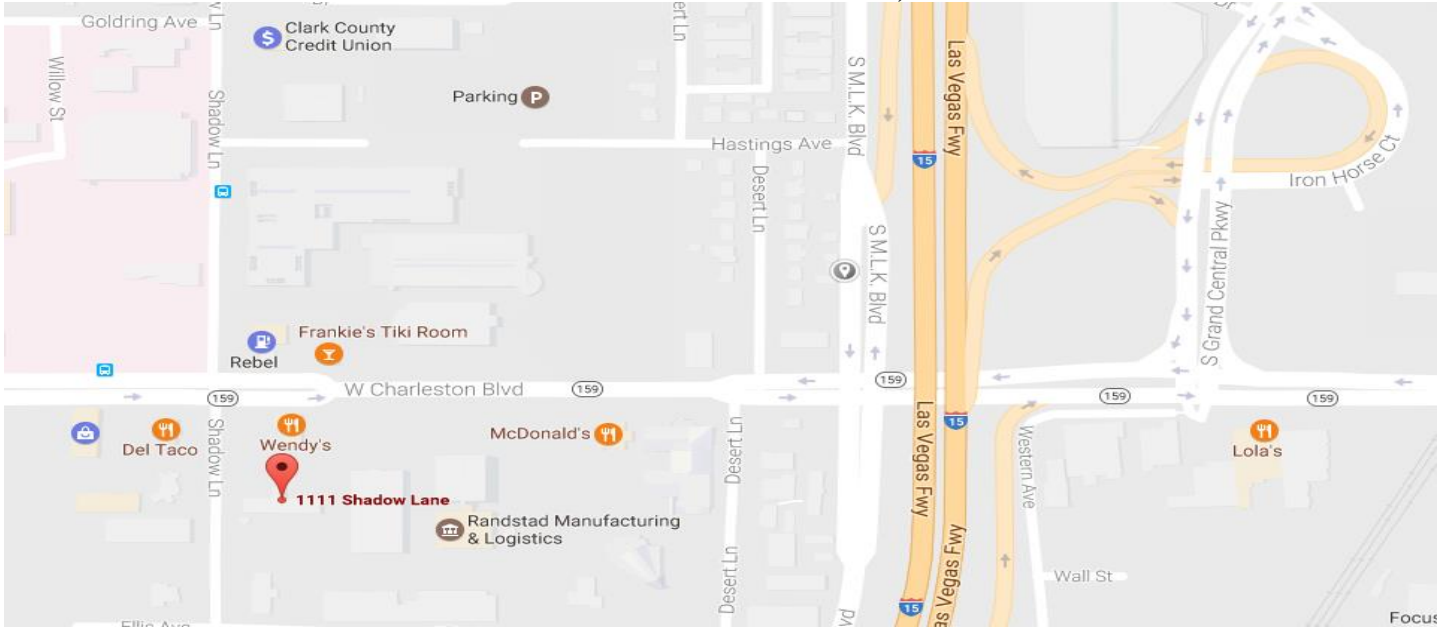 Goldring Ave
Clark County
Credit Union
Willow St
Shadow Ln
Parking P
Hastings Ave
S M.L.K. Blvd
Las Vegas Fwy
15
Desert Ln
Iron Horse Ct
S M.L.K. Blvd
S Grand Central Pkwy
Frankie's Tiki Room
Rebel
W Charleston Blvd
159
159
159
159
159
Del Taco
Shadow Ln
Wendy's
McDonald's
Desert Ln
Las Vegas Fwy
15
Western Ave
Lola's
1111 Shadow Lane
Randstad Manufacturing
& Logistics
Desert Ln
Las Vegas Fwy
Wall St
15
Ellis Ave
Focus